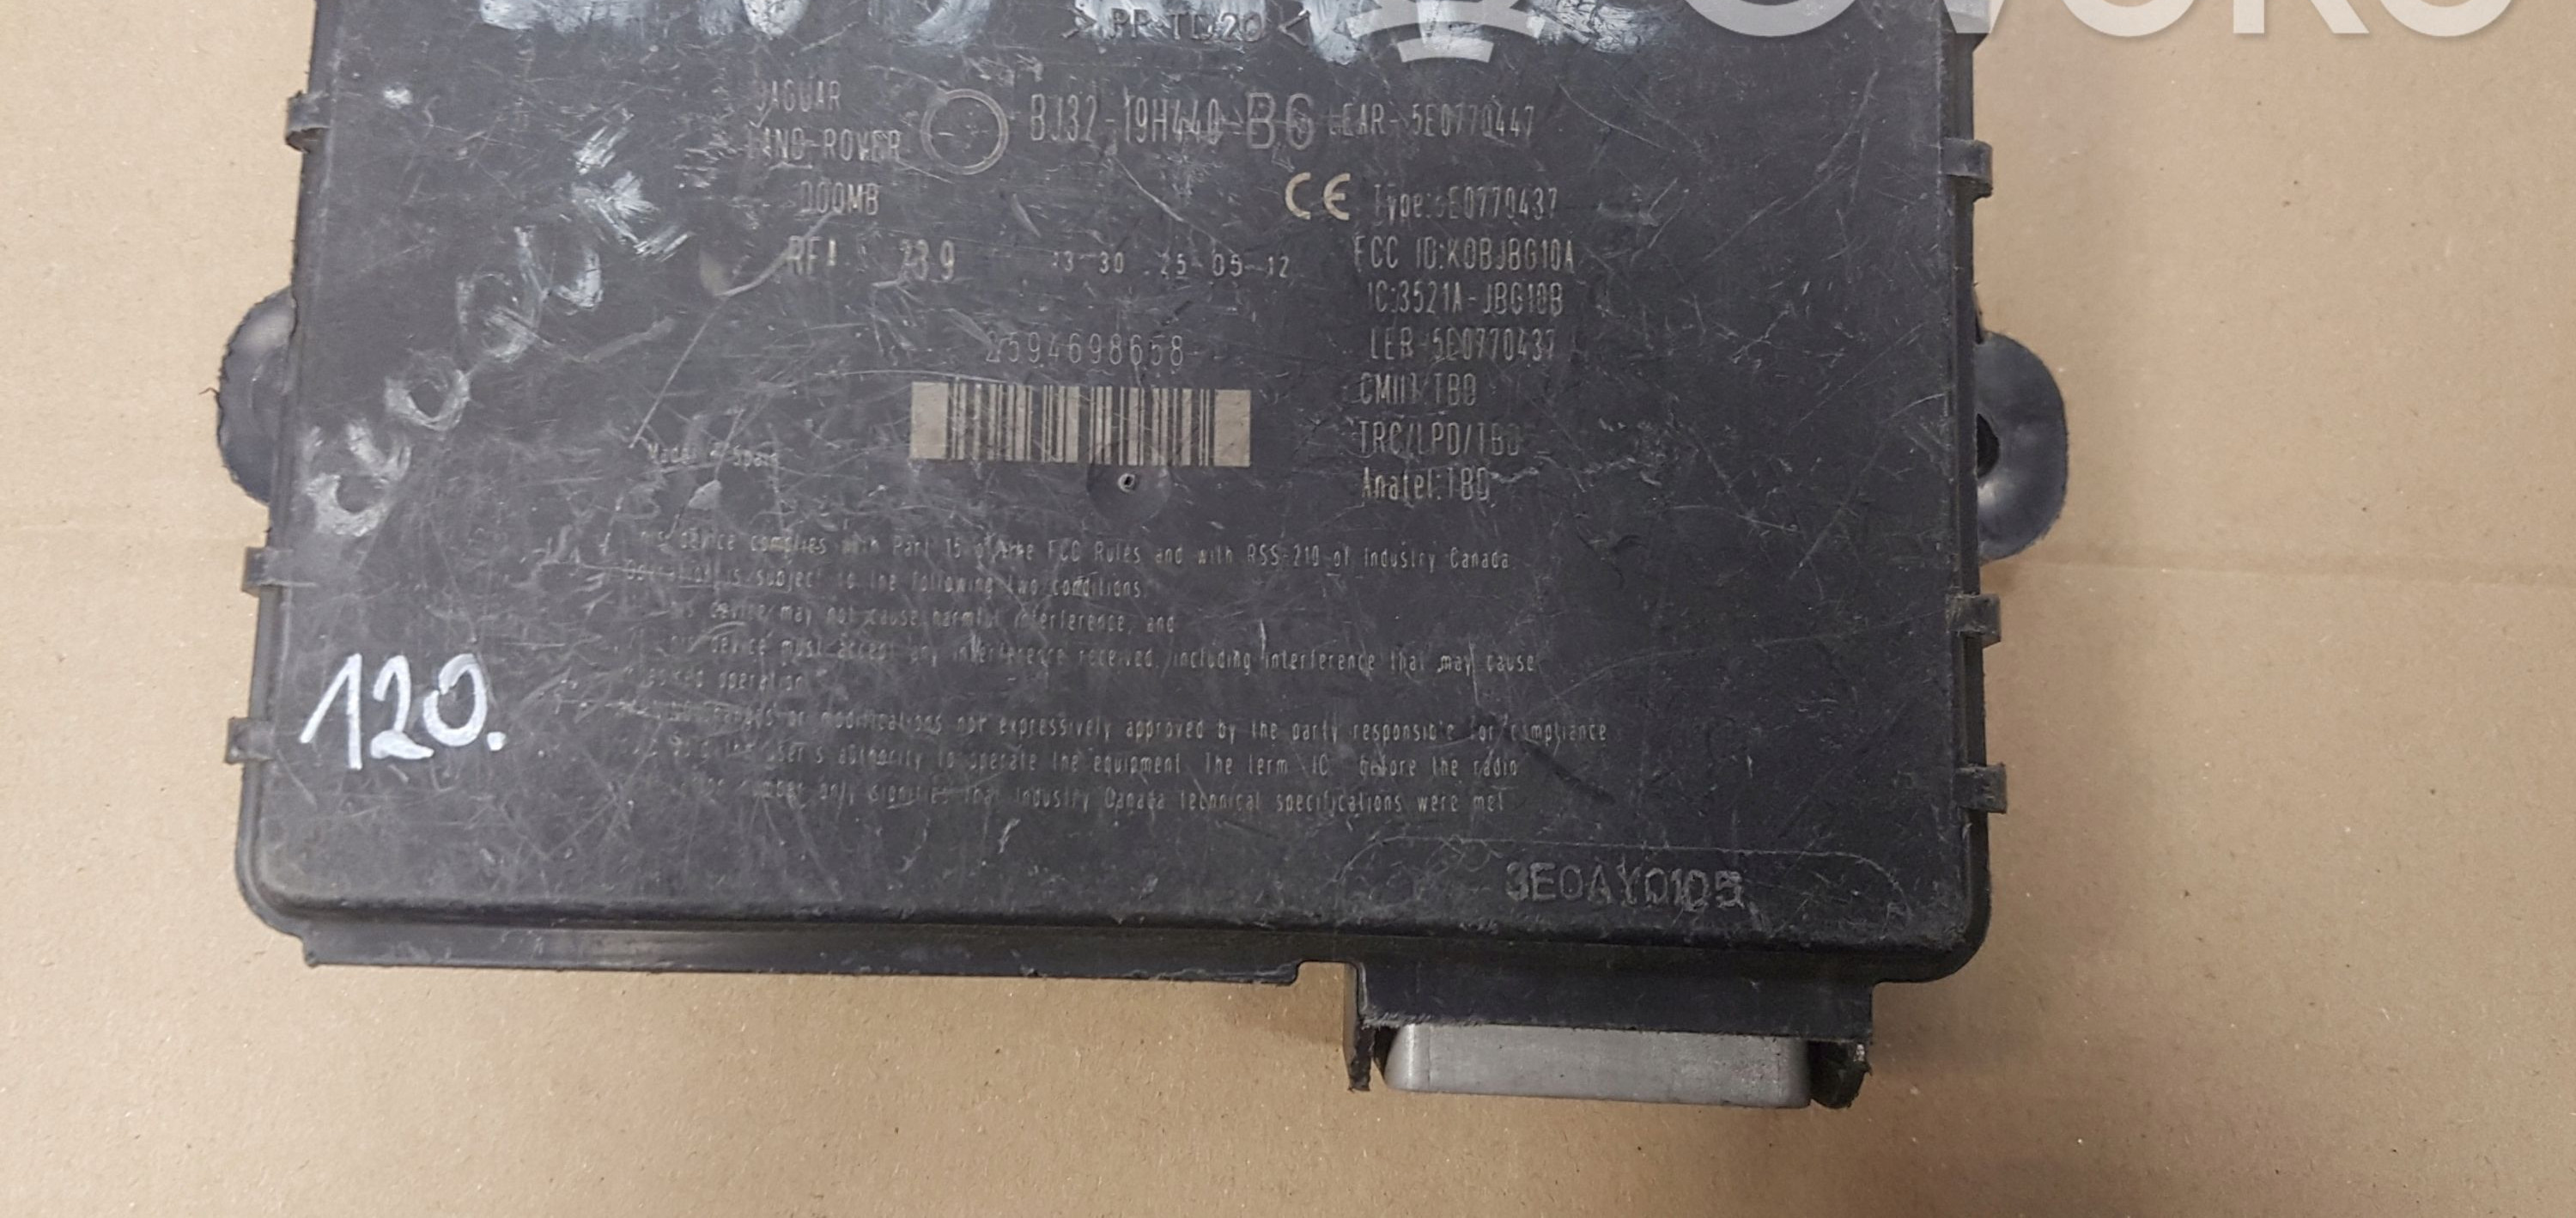 > PP-TD20 <
OVOKO
JAGUAR
LAND-ROVER
BJ32-19H440-BG LEAR-5E0770447
000MB
CE Type:5E0770437
RFA 23.9
13-30 25-05-12
FCC ID:KOBJBG10A
IC:3521A-JBG10B
2594698658
LER-5E0770437
CMIIT/TBD
TRC/LPD/TBD
Made in Spain
Anatel:TBD
This device complies with Part 15 of the FCC Rules and with RSS-210 of Industry Canada
Operation is subject to the following two conditions
This device may not cause harmful interference, and
This device must accept any interference received, including interference that may cause
operation
changes or modifications not expressively approved by the party responsible for compliance
the user's authority to operate the equipment. The term IC before the radio
number only signifies that Industry Canada technical specifications were met
120.
3E0AY0105